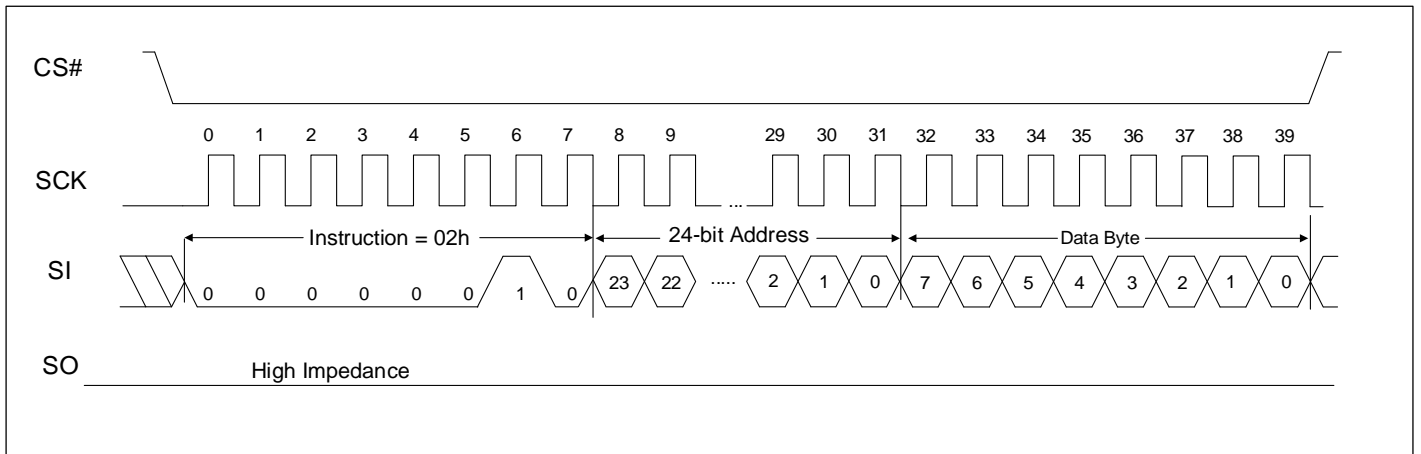 CS#
0 1 2 3 4 5 6 7 8 9 29 30 31 32 33 34 35 36 37 38 39
SCK
...
Instruction = 02h 24-bit Address Data Byte
SI
0 0 0 0 0 0 1 0 23 22 ..... 2 1 0 7 6 5 4 3 2 1 0
SO
High Impedance